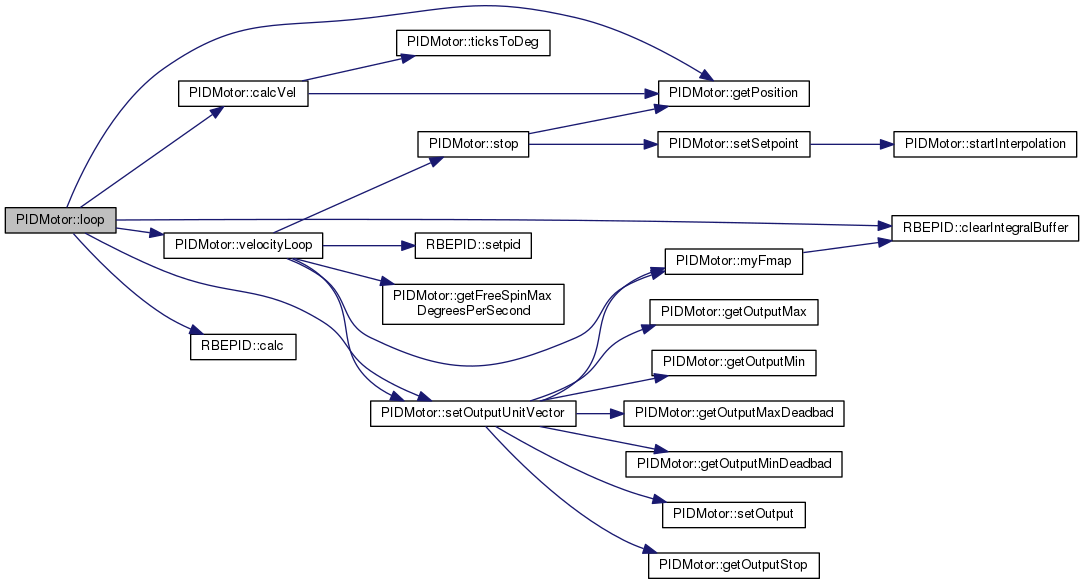 PIDMotor::ticksToDeg
PIDMotor::calcVel
PIDMotor::getPosition
PIDMotor::stop
PIDMotor::setSetpoint
PIDMotor::startInterpolation
PIDMotor::loop
RBEPID::clearIntegralBuffer
PIDMotor::velocityLoop
RBEPID::setpid
PIDMotor::myFmap
PIDMotor::getFreeSpinMax
DegreesPerSecond
PIDMotor::getOutputMax
RBEPID::calc
PIDMotor::getOutputMin
PIDMotor::setOutputUnitVector
PIDMotor::getOutputMaxDeadbad
PIDMotor::getOutputMinDeadbad
PIDMotor::setOutput
PIDMotor::getOutputStop